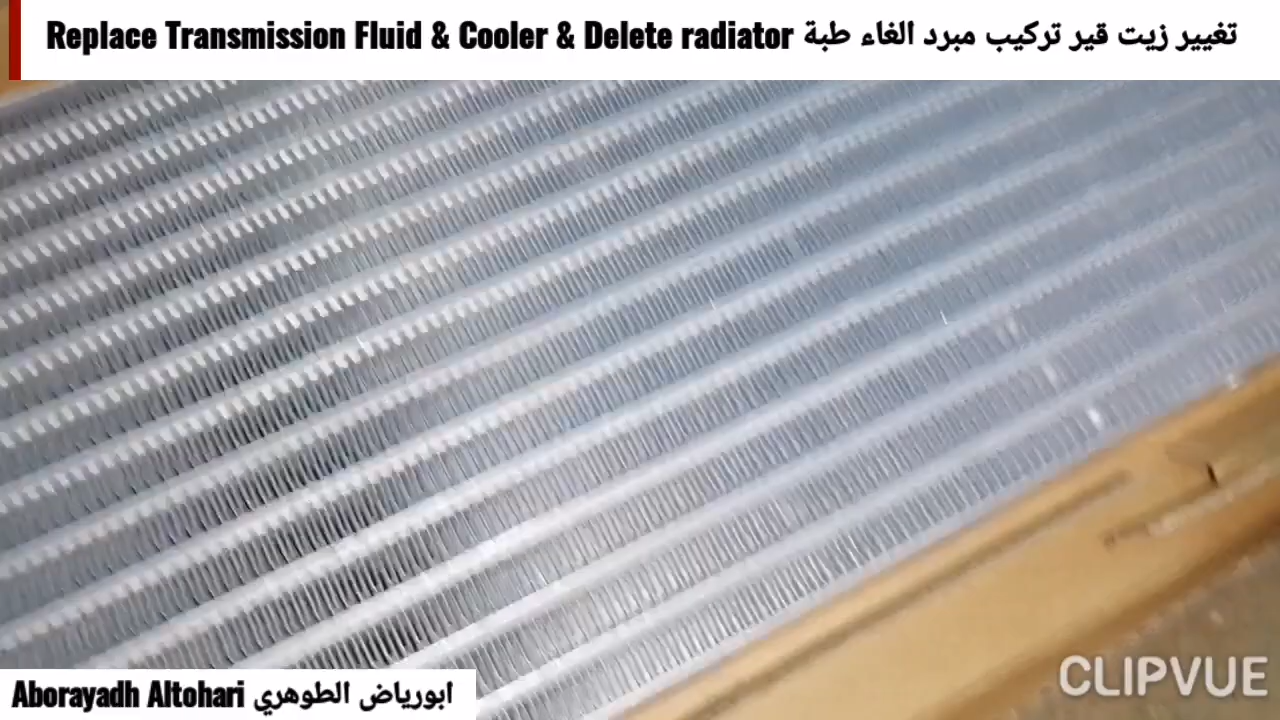 Replace Transmission Fluid & Cooler & Delete radiator تغيير زيت قير تركيب مبرد الغاء طبة
Aborayadh Altohari ابورياض الطوهري
CLIPVUE